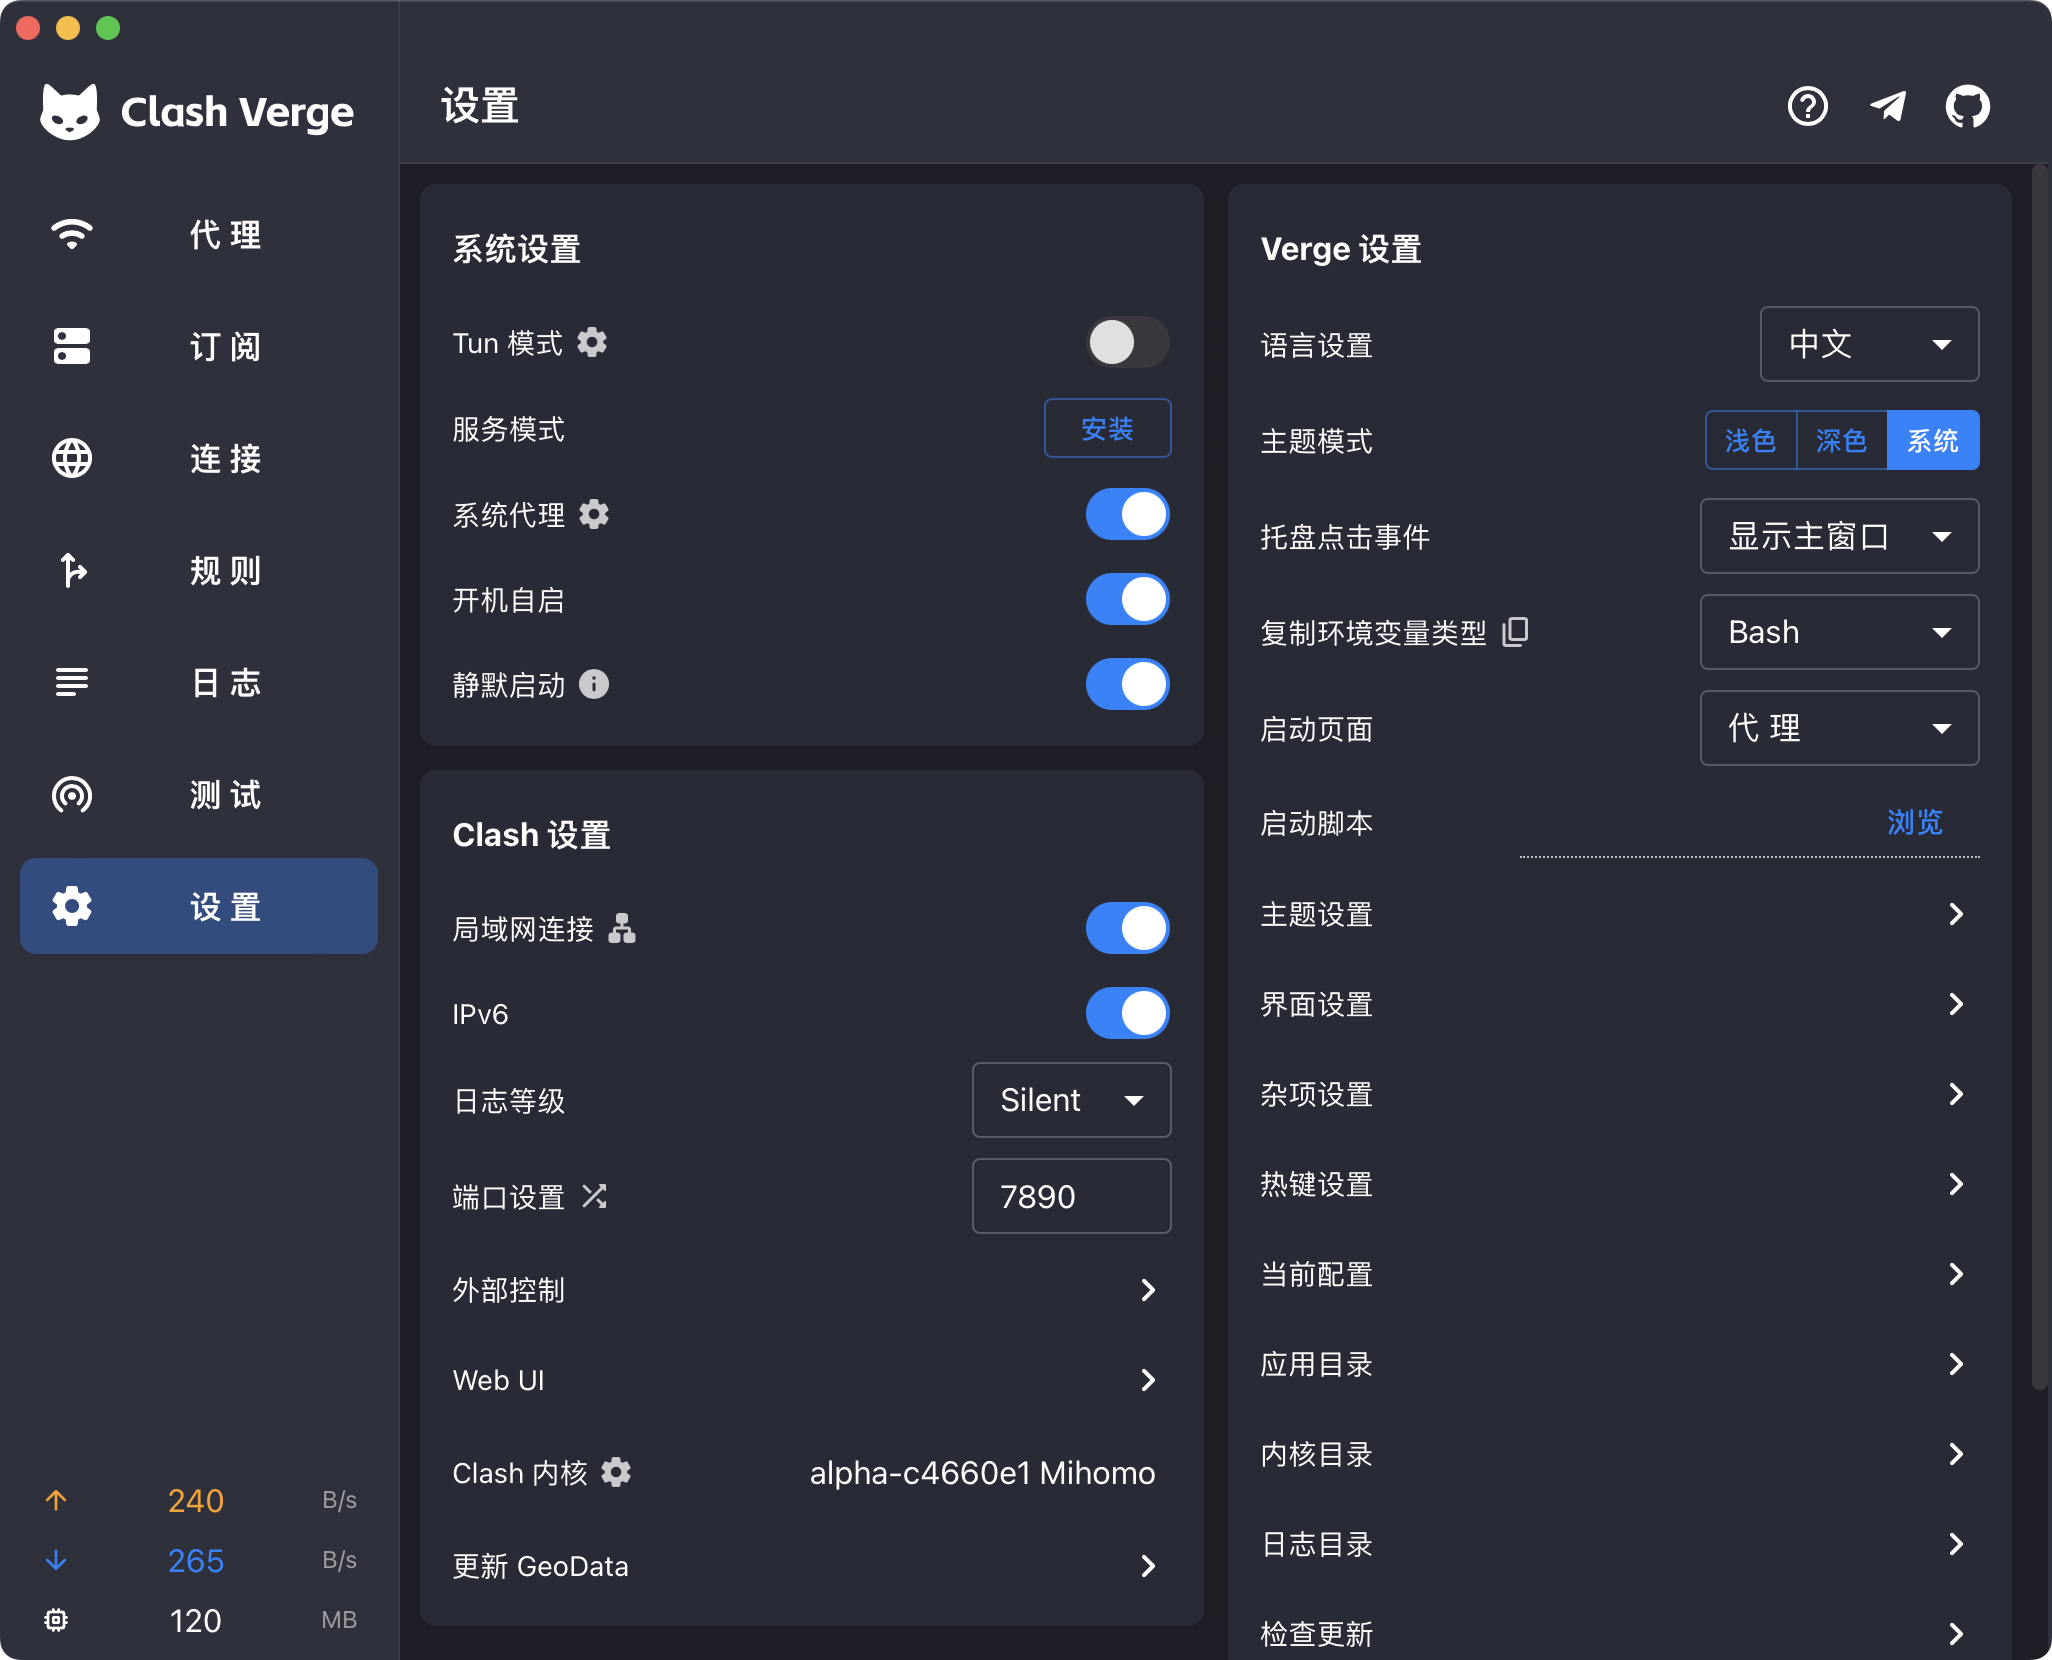 Clash Verge
代 理
订 阅
连 接
规 则
日 志
测 试
设 置
240 B/s
265 B/s
120 MB
设置
系统设置
Tun 模式
服务模式 安装
系统代理
开机自启
静默启动
Clash 设置
局域网连接
IPv6
日志等级 Silent
端口设置 7890
外部控制
Web UI
Clash 内核 alpha-c4660e1 Mihomo
更新 GeoData
Verge 设置
语言设置 中文
主题模式 浅色 深色 系统
托盘点击事件 显示主窗口
复制环境变量类型 Bash
启动页面 代 理
启动脚本 浏览
主题设置
界面设置
杂项设置
热键设置
当前配置
应用目录
内核目录
日志目录
检查更新